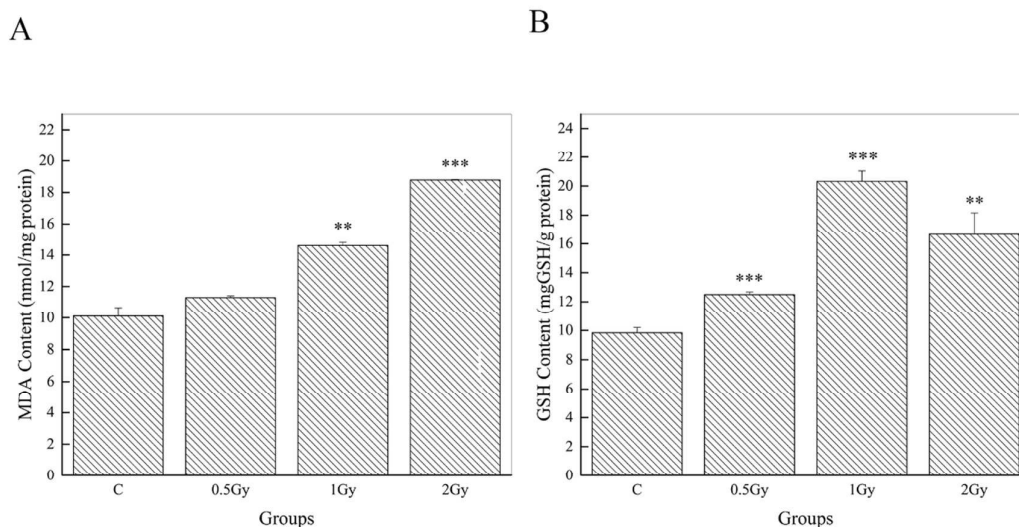 A
MDA Content (nmol/mg protein)
22
20
18
16
14
12
10
8
6
4
2
0
**
***
C
0.5Gy
1Gy
2Gy
Groups
B
GSH Content (mgGSH/g protein)
24
22
20
18
16
14
12
10
8
6
4
2
0
***
***
**
C
0.5Gy
1Gy
2Gy
Groups